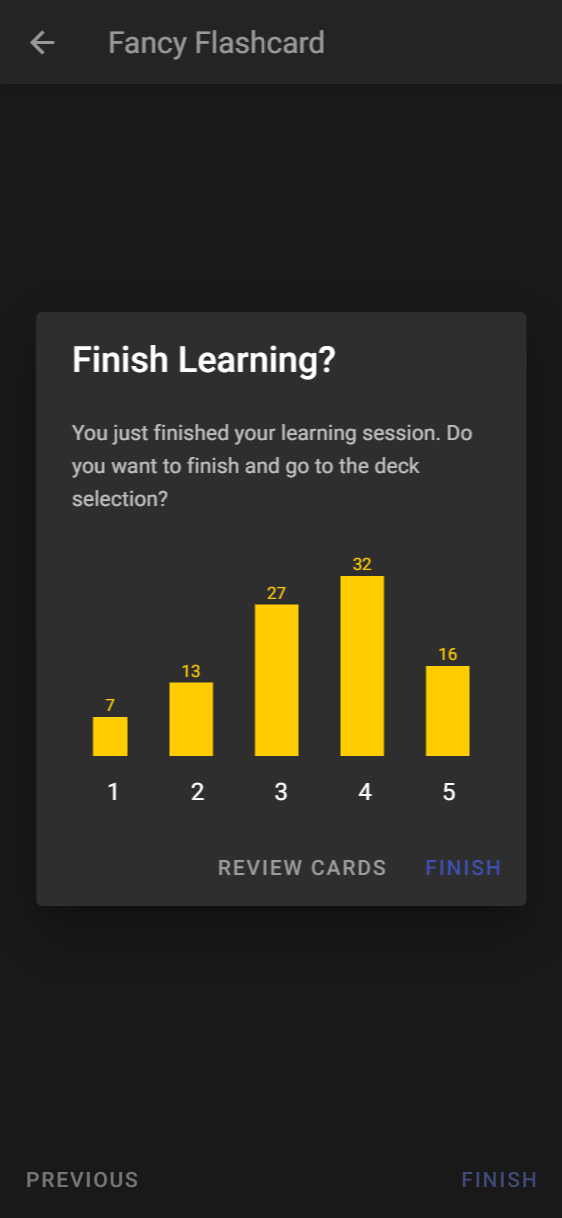 Fancy Flashcard
Finish Learning?
You just finished your learning session. Do
you want to finish and go to the deck
selection?
7 13 27 32 16
1 2 3 4 5
REVIEW CARDS FINISH
PREVIOUS FINISH